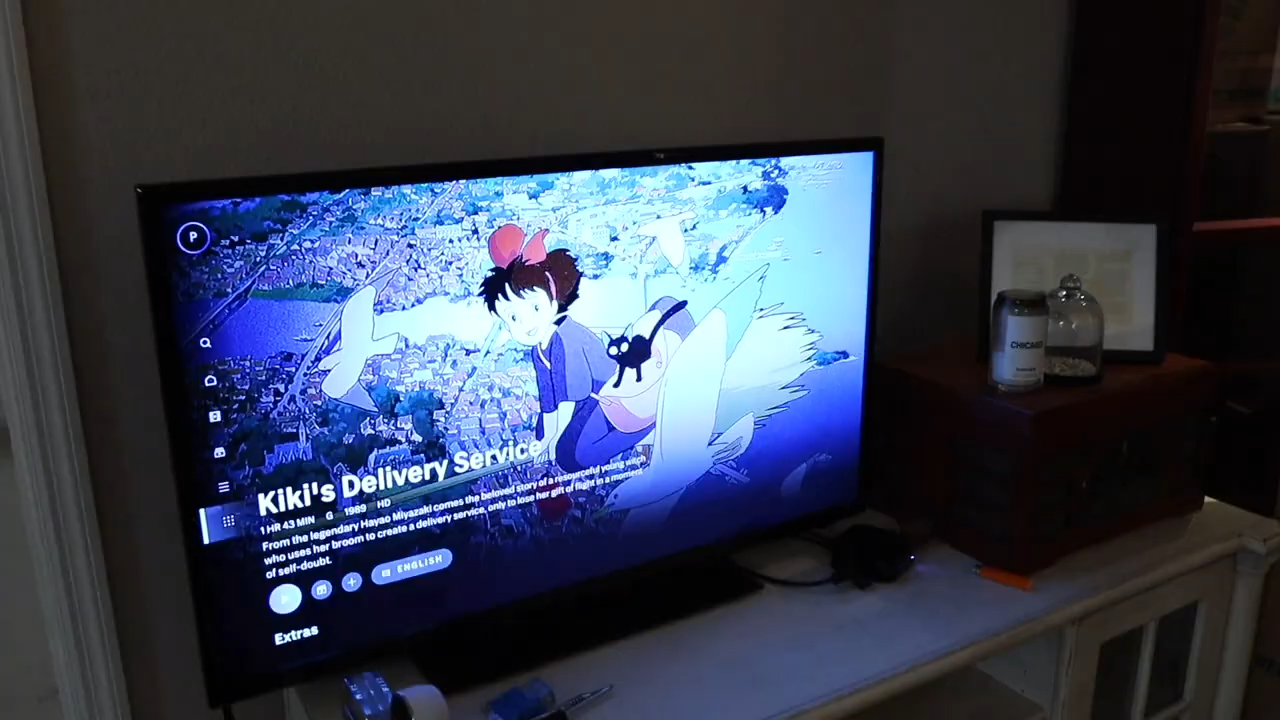 P
Kiki's Delivery Service
1 HR 43 MIN G 1989 HD
From the legendary Hayao Miyazaki comes the beloved story of a resourceful young witch
who uses her broom to create a delivery service, only to lose her gift of flight in a moment
of self-doubt.
ENGLISH
Extras
CHICAGO